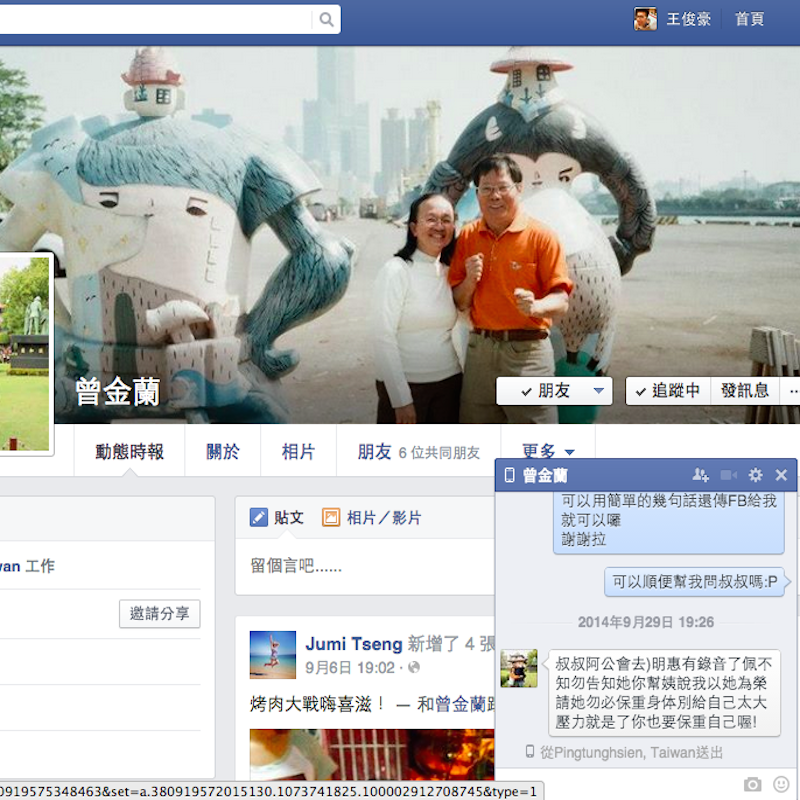 王俊豪 首頁
曾金蘭
朋友 追蹤中 發訊息 ...
動態時報 關於 相片 朋友 6 位共同朋友 更多
曾金蘭
可以用簡單的幾句話還傳FB給我
就可以囉
謝謝拉
可以順便幫我問叔叔嗎:P
2014年9月29日 19:26
叔叔阿公會去)明惠有錄音了佩不
知勿告知她你幫姨說我以她為榮
請她勿必保重身体別給自己太大
壓力就是了你也要保重自己喔!
從Pingtunghsien, Taiwan送出
貼文 相片／影片
留個言吧......
wan 工作
邀請分享
Jumi Tseng 新增了 4 張
9月6日 19:02 ·
烤肉大戰嗨喜滋！ — 和曾金蘭
0919575348463&set=a.380919572015130.1073741825.100002912708745&type=1